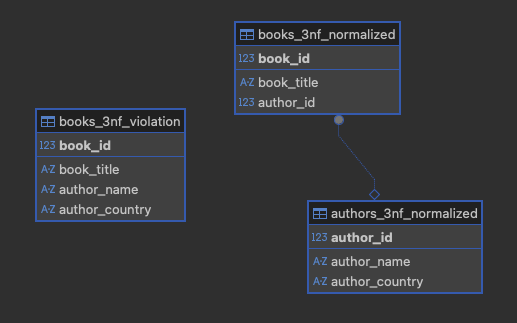 books_3nf_normalized
123 book_id
A-Z book_title
123 author_id
books_3nf_violation
123 book_id
A-Z book_title
A-Z author_name
A-Z author_country
authors_3nf_normalized
123 author_id
A-Z author_name
A-Z author_country